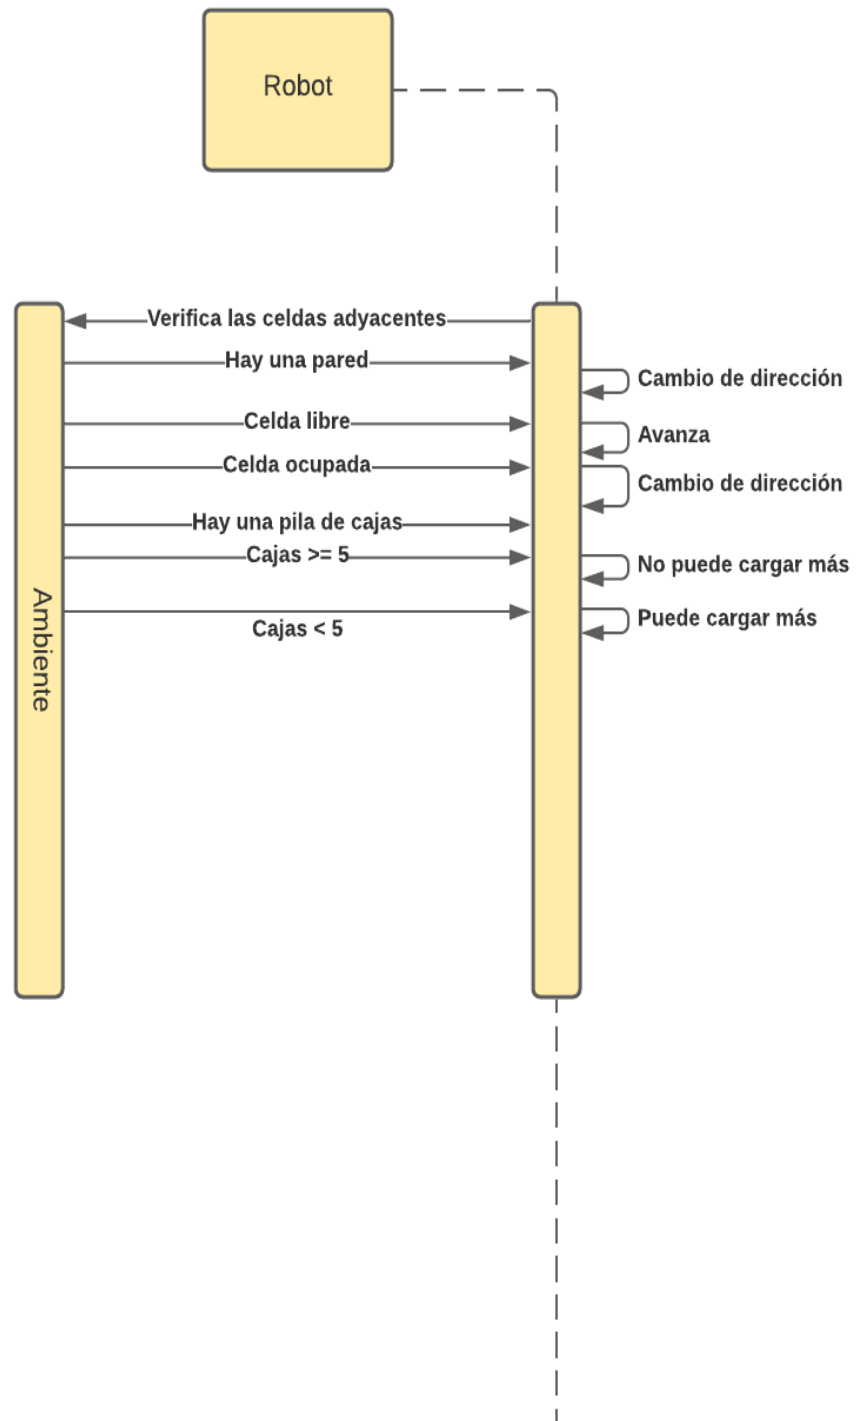 Robot
Verifica las celdas adyacentes
Hay una pared
Cambio de dirección
Celda libre
Avanza
Celda ocupada
Cambio de dirección
Hay una pila de cajas
Cajas >= 5
No puede cargar más
Cajas < 5
Puede cargar más
Ambiente